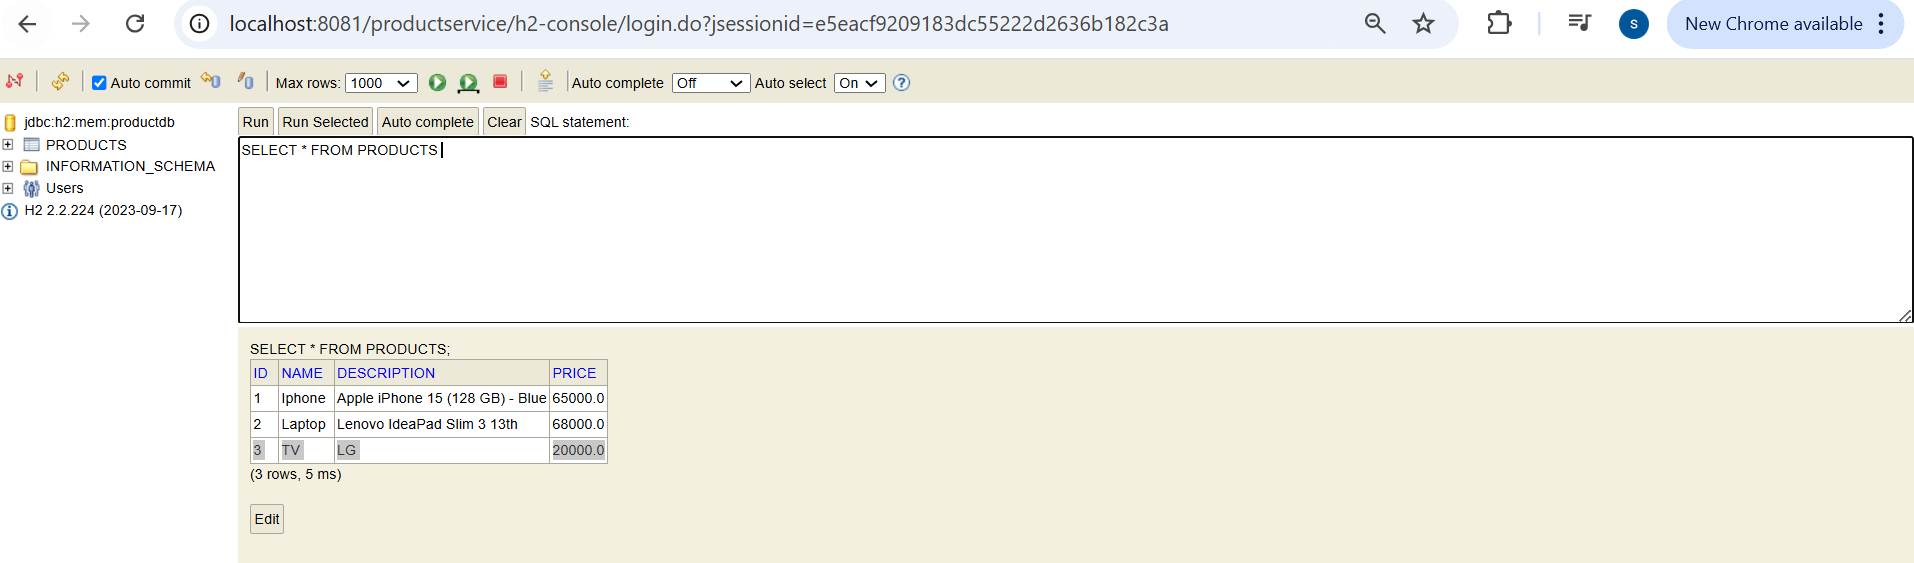 localhost:8081/productservice/h2-console/login.do?jsessionid=e5eacf9209183dc55222d2636b182c3a
s
New Chrome available
Auto commit Max rows: 1000 Auto complete Off Auto select On ?
jdbc:h2:mem:productdb
PRODUCTS
INFORMATION_SCHEMA
Users
H2 2.2.224 (2023-09-17)
Run Run Selected Auto complete Clear SQL statement:
SELECT * FROM PRODUCTS
SELECT * FROM PRODUCTS;
ID NAME DESCRIPTION PRICE
1 Iphone Apple iPhone 15 (128 GB) - Blue 65000.0
2 Laptop Lenovo IdeaPad Slim 3 13th 68000.0
3 TV LG 20000.0
(3 rows, 5 ms)
Edit